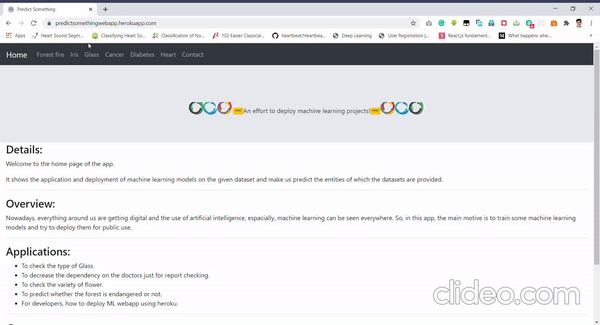 Predict Something
predictsomethingwebapp.herokuapp.com
Apps Heart Sound Segm... Classifying Heart So... Classification of No... 102 Easier Classical... heartbeat/Heartbea... Deep Learning User Registration (... React.js fundament... What happens whe...
Home Forest fire Iris Glass Cancer Diabetes Heart Contact
An effort to deploy machine learning projects!
Details:
Welcome to the home page of the app.
It shows the application and deployment of machine learning models on the given dataset and make us predict the entities of which the datasets are provided.
Overview:
Nowadays, everything around us are getting digital and the use of artificial intelligence, espacially, machine learning can be seen everywhere. So, in this app, the main motive is to train some machine learning
models and try to deploy them for public use.
Applications:
To check the type of Glass.
To decrease the dependency on the doctors just for report checking.
To check the variety of flower.
To predict whether the forest is endangered or not.
For developers, how to deploy ML webapp using heroku.
clideo.com